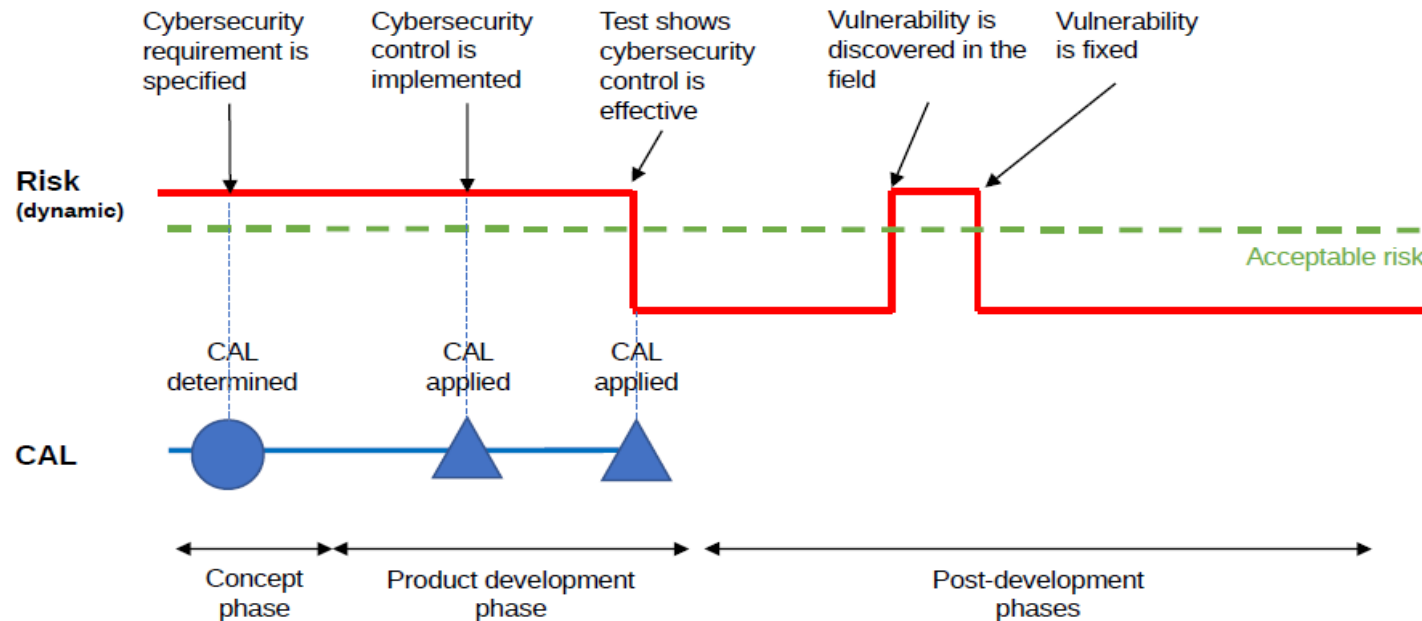 Cybersecurity
requirement is
specified
Cybersecurity
control is
implemented
Test shows
cybersecurity
control is
effective
Vulnerability is
discovered in the
field
Vulnerability
is fixed
Risk
(dynamic)
Acceptable risk
CAL
determined
CAL
applied
CAL
applied
CAL
Concept
phase
Product development
phase
Post-development
phases